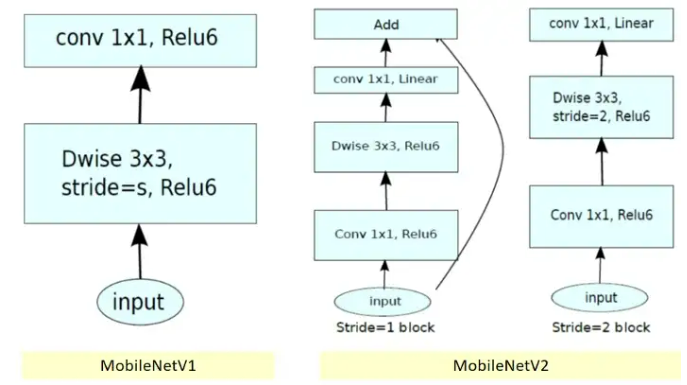 conv 1x1, Relu6
Dwise 3x3,
stride=s, Relu6
input
MobileNetV1
Add
conv 1x1, Linear
Dwise 3x3, Relu6
Conv 1x1, Relu6
input
Stride=1 block
conv 1x1, Linear
Dwise 3x3,
stride=2, Relu6
Conv 1x1, Relu6
input
Stride=2 block
MobileNetV2